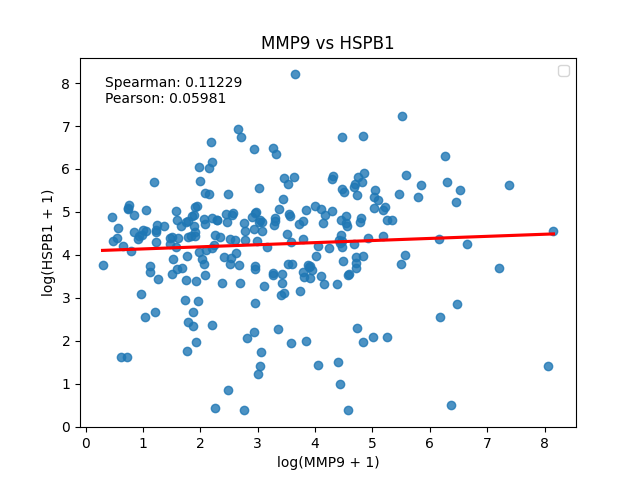 MMP9 vs HSPB1
Spearman: 0.11229
Pearson: 0.05981
8
7
6
5
4
3
2
1
0
log(HSPB1 + 1)
0 1 2 3 4 5 6 7 8
log(MMP9 + 1)